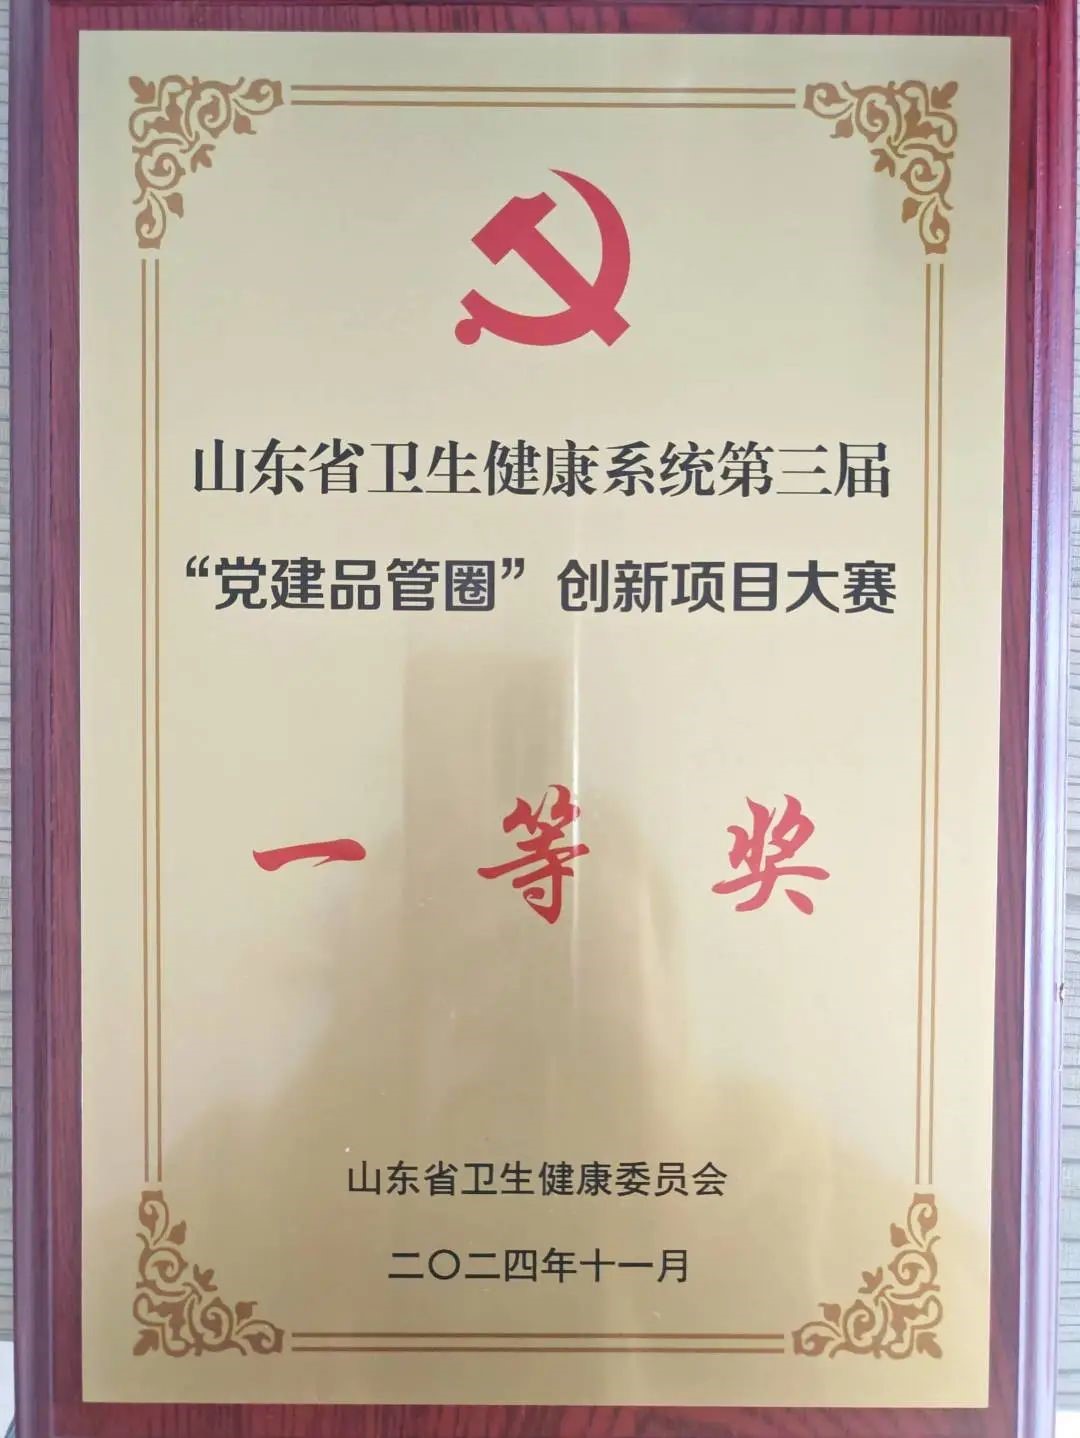 山东省卫生健康系统第三届
“党建品管圈”创新项目大赛
一等奖
山东省卫生健康委员会
二〇二四年十一月